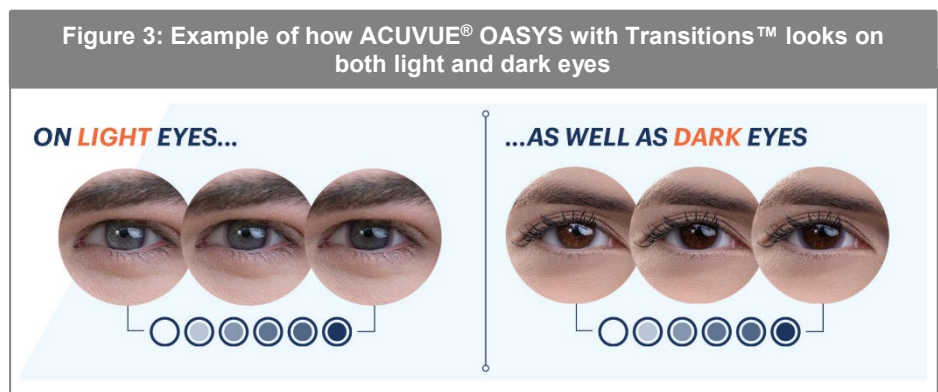 Figure 3: Example of how ACUVUE® OASYS with Transitions™ looks on
both light and dark eyes
ON LIGHT EYES...
...AS WELL AS DARK EYES